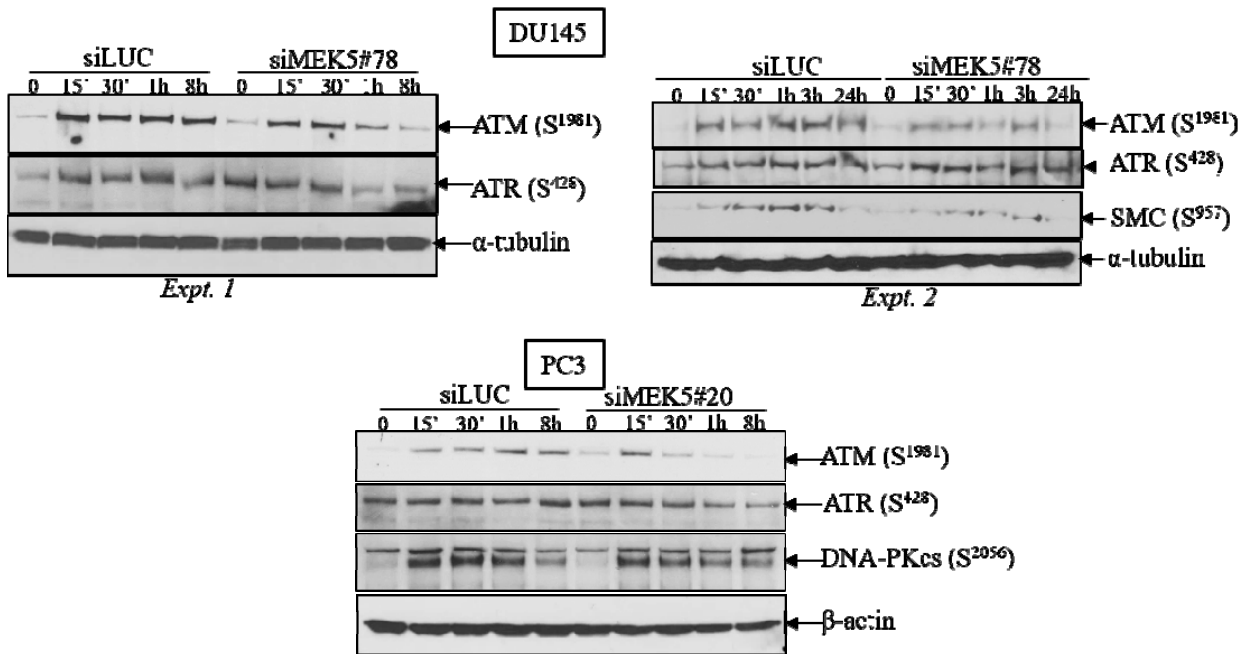 DU145
siLUC siMEK5#78
0 15' 30' 1h 8h 0 15' 30' 1h 8h
ATM (S1981)
ATR (S428)
α-tubulin
Expt. 1
siLUC siMEK5#78
0 15' 30' 1h 3h 24h 0 15' 30' 1h 3h 24h
ATM (S1981)
ATR (S428)
SMC (S957)
α-tubulin
Expt. 2
PC3
siLUC siMEK5#20
0 15' 30' 1h 8h 0 15' 30' 1h 8h
ATM (S1981)
ATR (S428)
DNA-PKcs (S2056)
β-actin